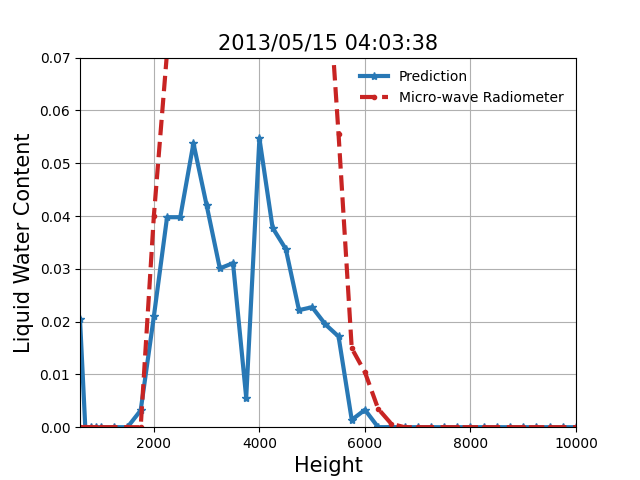 2013/05/15 04:03:38
Prediction
Micro-wave Radiometer
Liquid Water Content
0.07
0.06
0.05
0.04
0.03
0.02
0.01
0.00
2000 4000 6000 8000 10000
Height